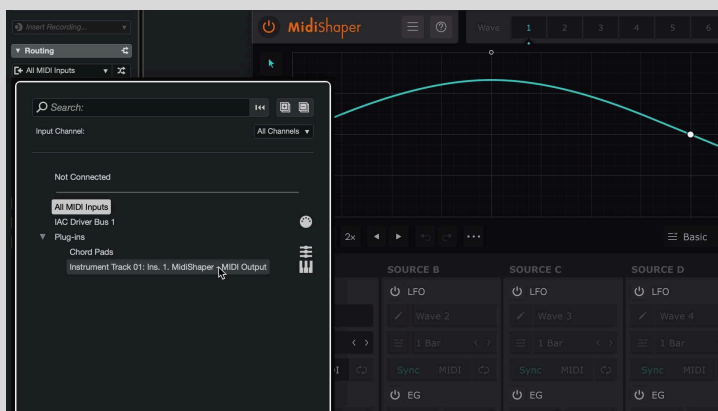 Insert Recording...
MidiShaper
Wave 1 2 3 4 5 6
Routing
All MIDI Inputs
Search:
Input Channel: All Channels
Not Connected
All MIDI Inputs
IAC Driver Bus 1
Plug-ins
Chord Pads
Instrument Track 01: Ins. 1. MidiShaper - MIDI Output
2x
Basic
SOURCE B SOURCE C SOURCE D
LFO LFO LFO
Wave 2 Wave 3 Wave 4
1 Bar 1 Bar 1 Bar
Sync MIDI Sync MIDI Sync MIDI
EG EG EG